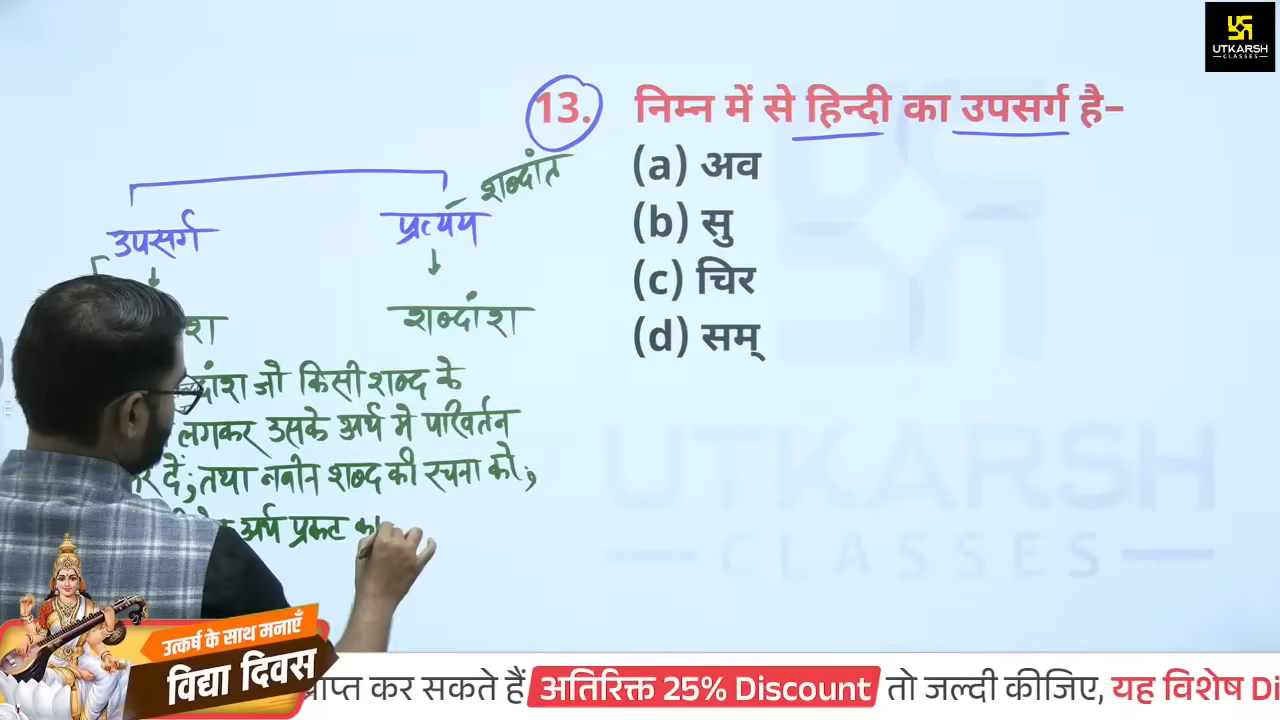 UTKARSH
CLASSES
13. निम्न में से हिन्दी का उपसर्ग है–
(a) अव
(b) सु
(c) चिर
(d) सम्
शब्दांत
उपसर्ग
प्रत्यय
शब्दांश
जो किसी शब्द के
लगकर उसके अर्थ मे परिवर्तन
दें; तथा नवीन शब्द की रचना को;
अर्थ प्रकट
UTKARSH
CLASSES
उत्कर्ष के साथ मनाएँ
विद्या दिवस
कर सकते हैं अतिरिक्त 25% Discount तो जल्दी कीजिए, यह विशेष Di